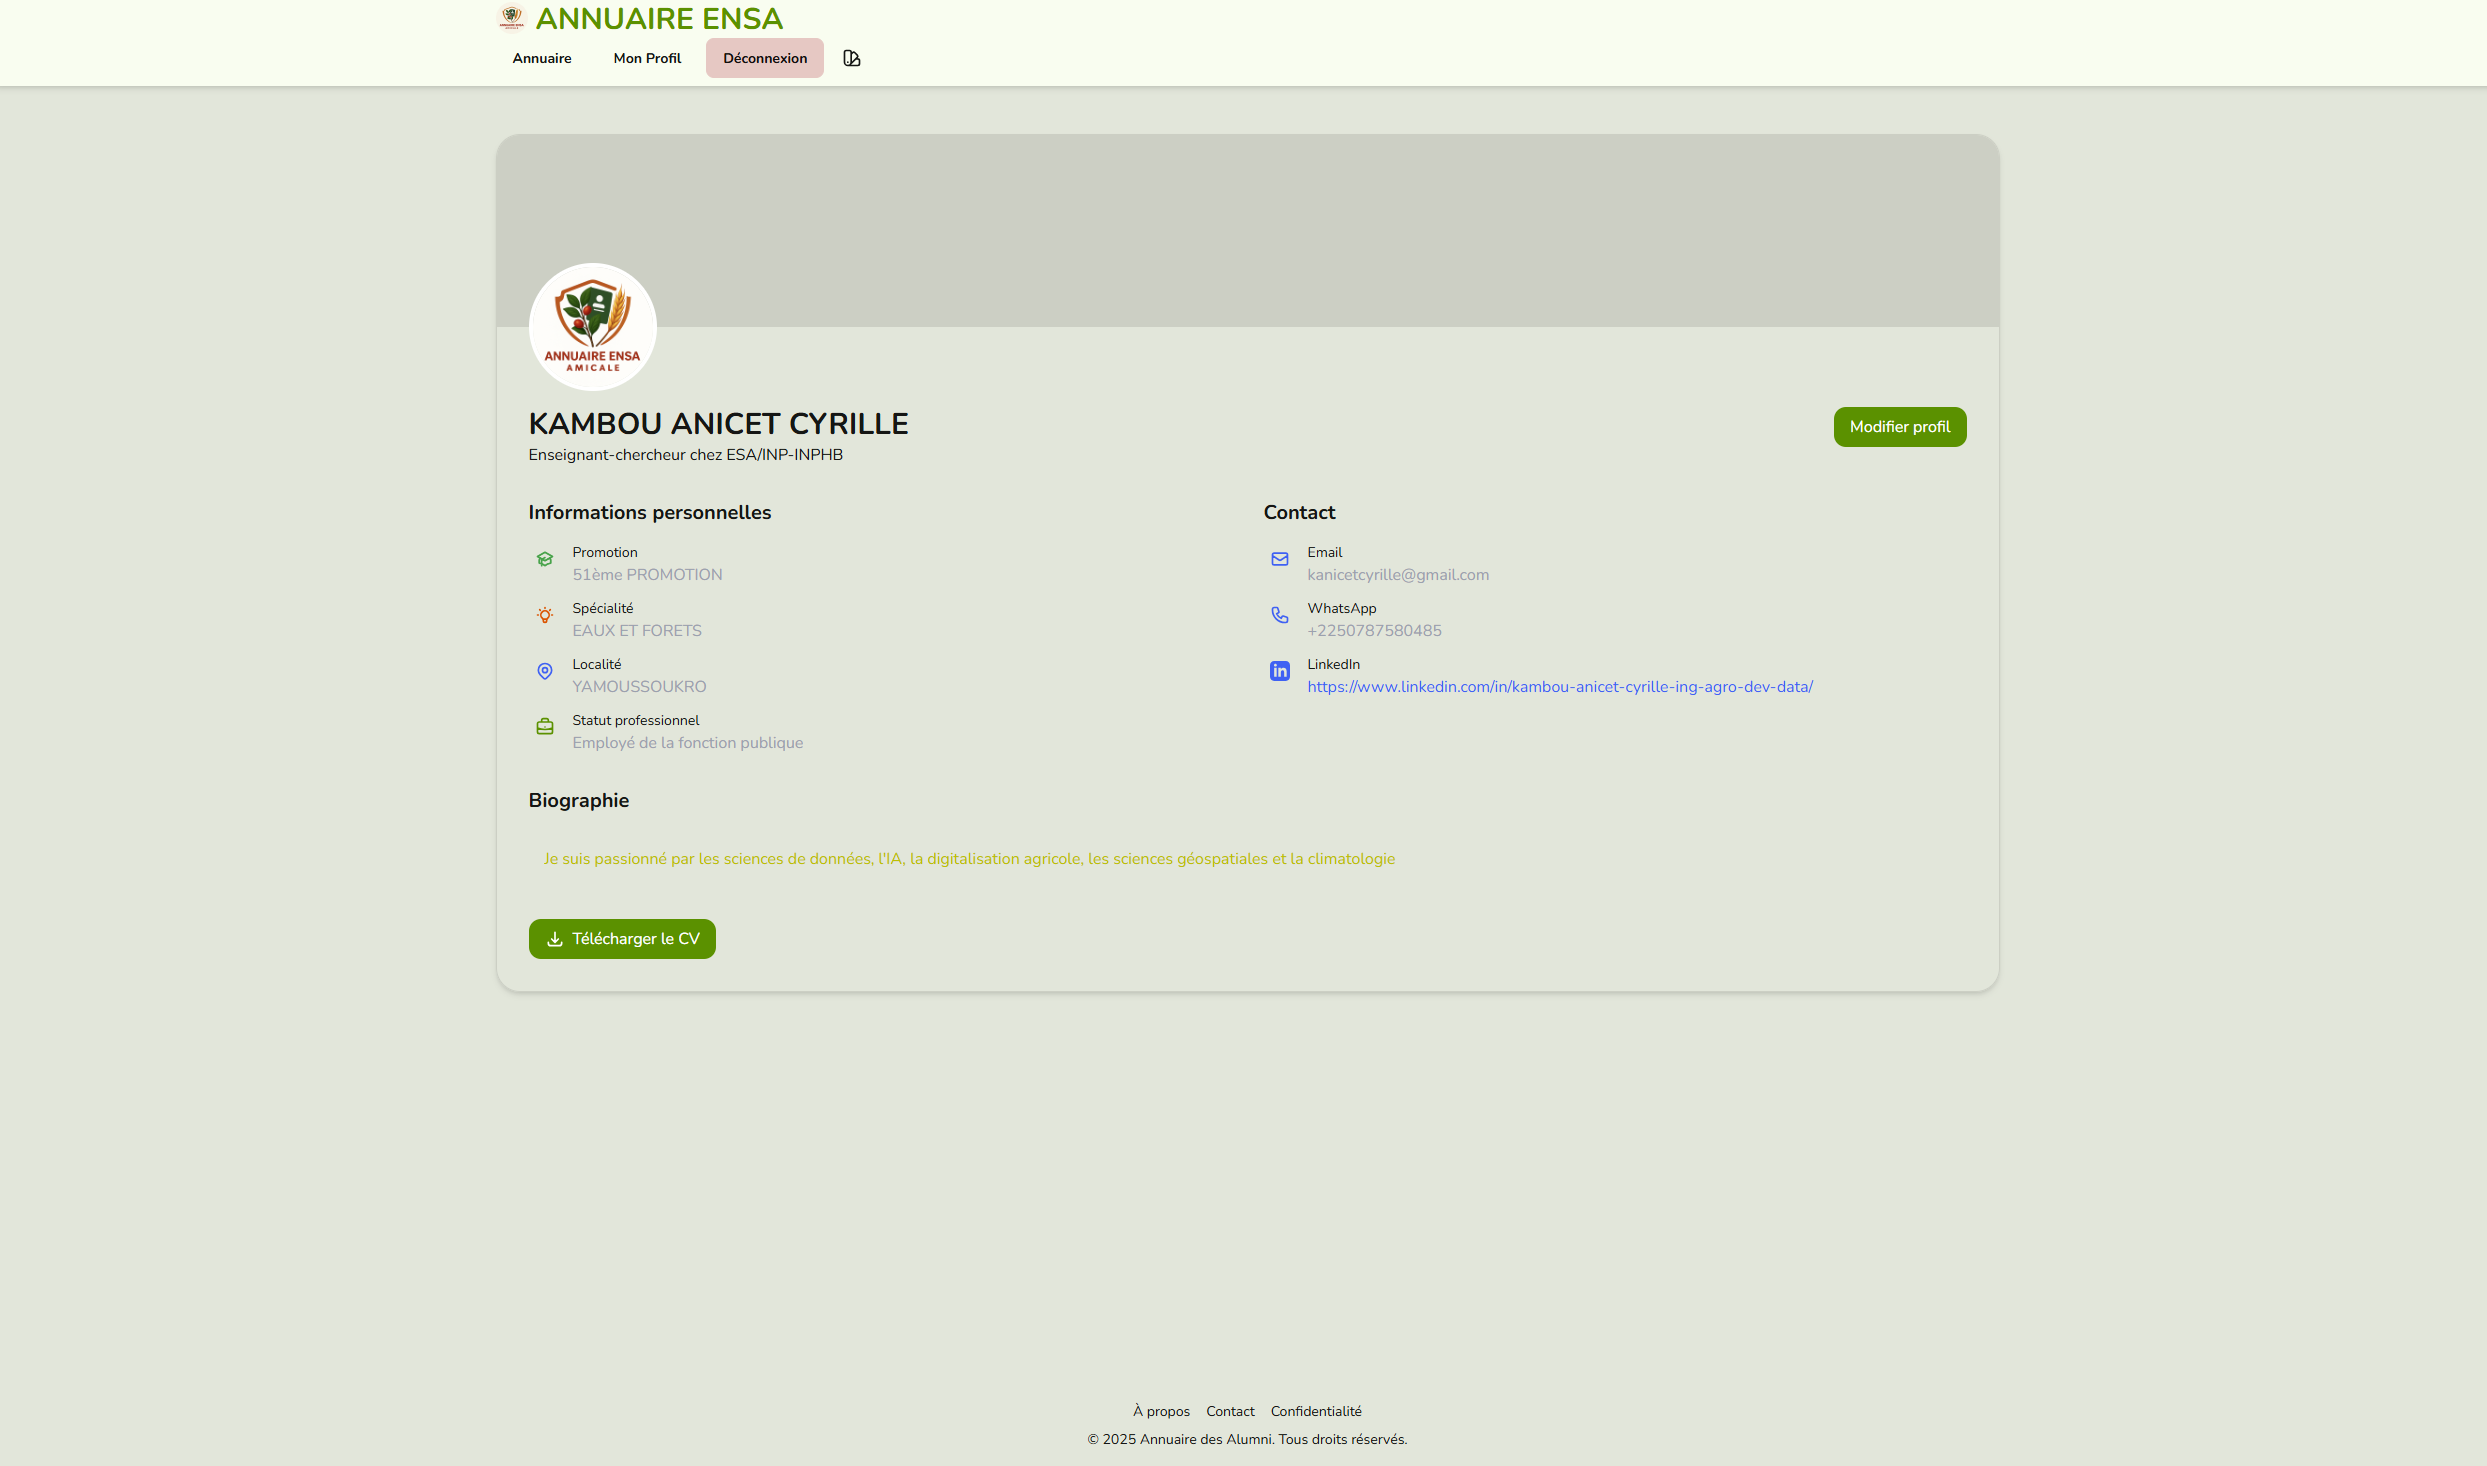 ANNUAIRE ENSA
Annuaire Mon Profil Déconnexion
ANNUAIRE ENSA
AMICALE
KAMBOU ANICET CYRILLE
Modifier profil
Enseignant-chercheur chez ESA/INP-INPHB
Informations personnelles
Promotion
51ème PROMOTION
Spécialité
EAUX ET FORETS
Localité
YAMOUSSOUKRO
Statut professionnel
Employé de la fonction publique
Contact
Email
kanicetcyrille@gmail.com
WhatsApp
+2250787580485
LinkedIn
https://www.linkedin.com/in/kambou-anicet-cyrille-ing-agro-dev-data/
Biographie
Je suis passionné par les sciences de données, l'IA, la digitalisation agricole, les sciences géospatiales et la climatologie
Télécharger le CV
À propos Contact Confidentialité
© 2025 Annuaire des Alumni. Tous droits réservés.